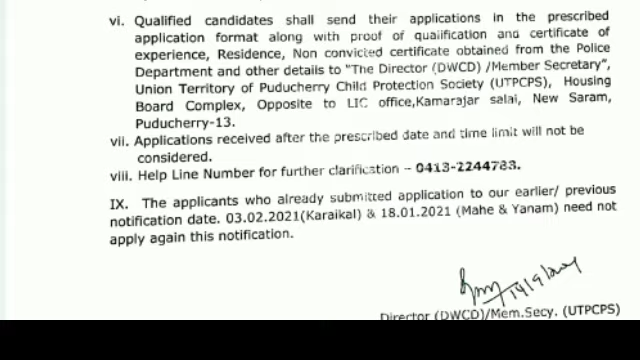 vi. Qualified candidates shall send their applications in the prescribed
application format along with proof of qualification and certificate of
experience, Residence, Non convicted certificate obtained from the Police
Department and other details to "The Director (DWCD) /Member Secretary",
Union Territory of Puducherry Child Protection Society (UTPCPS), Housing
Board Complex, Opposite to LIC office,Kamarajar salai, New Saram,
Puducherry-13.
vii. Applications received after the prescribed date and time limit will not be
considered.
viii. Help Line Number for further clarification – 0413-2244783.
IX. The applicants who already submitted application to our earlier/ previous
notification date. 03.02.2021(Karaikal) & 18.01.2021 (Mahe & Yanam) need not
apply again this notification.
Director (DWCD)/Mem.Secy. (UTPCPS)